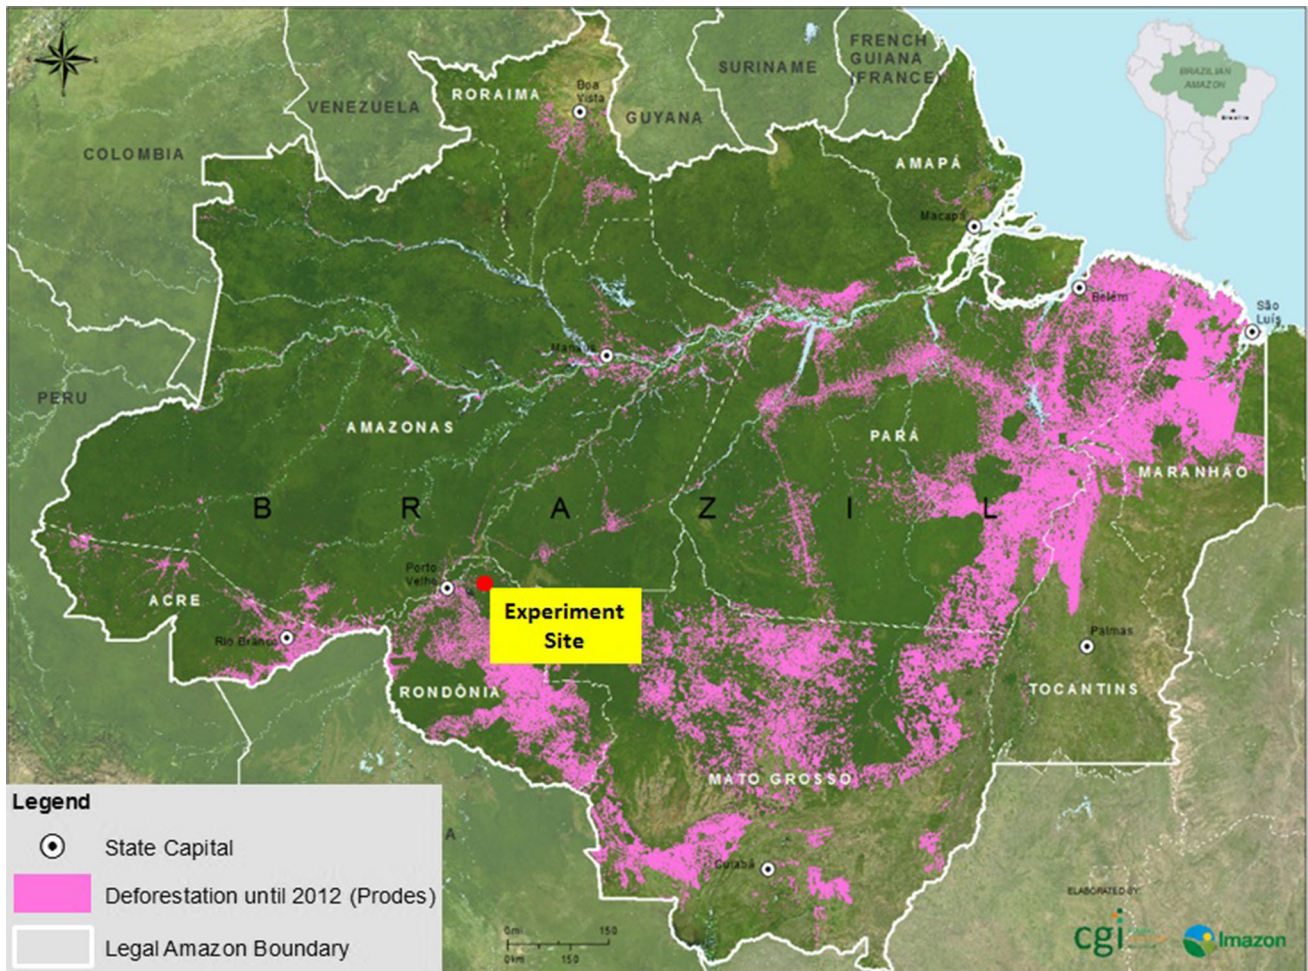 FRENCH
GUIANA
(FRANCE)
SURINAME
RORAIMA
Boa
Vista
VENEZUELA
GUYANA
BRAZILIAN
AMAZON
COLOMBIA
AMAPÁ
Macapá
Belém
São
Luís
Manaus
PERU
AMAZONAS
PARÁ
MARANHÃO
B R A Z I L
Porto
Velho
ACRE
Experiment
Site
Rio Branco
Palmas
RONDÔNIA
TOCANTINS
MATO GROSSO
Legend
State Capital
A
Cuiabá
Deforestation until 2012 (Prodes)
ELABORATED BY:
0mi 150
0km 150
Legal Amazon Boundary
cgi
Imazon